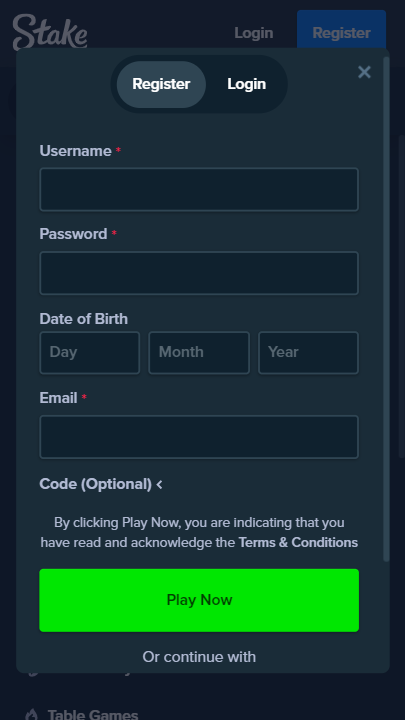 Stake
Login
Register
Register
Login
Username *
Password *
Date of Birth
Day
Month
Year
Email *
Code (Optional) <
By clicking Play Now, you are indicating that you
have read and acknowledge the Terms & Conditions
Play Now
Or continue with
Table Games